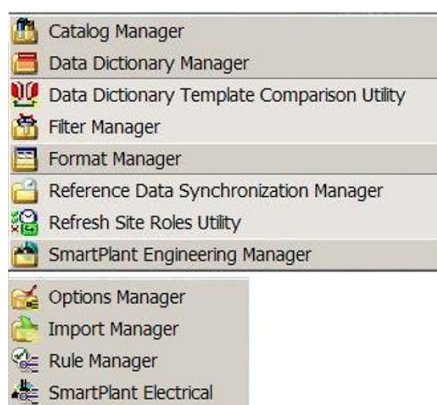 Catalog Manager
Data Dictionary Manager
Data Dictionary Template Comparison Utility
Filter Manager
Format Manager
Reference Data Synchronization Manager
Refresh Site Roles Utility
SmartPlant Engineering Manager
Options Manager
Import Manager
Rule Manager
SmartPlant Electrical